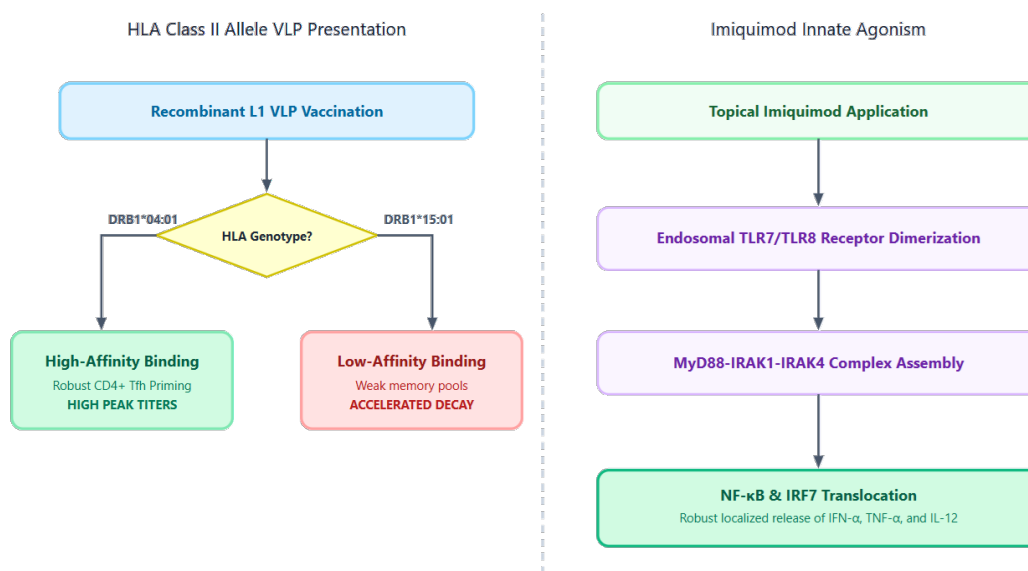 HLA Class II Allele VLP Presentation
Recombinant L1 VLP Vaccination
HLA Genotype?
DRB1*04:01
DRB1*15:01
High-Affinity Binding
Robust CD4+ Tfh Priming
HIGH PEAK TITERS
Low-Affinity Binding
Weak memory pools
ACCELERATED DECAY
Imiquimod Innate Agonism
Topical Imiquimod Application
Endosomal TLR7/TLR8 Receptor Dimerization
MyD88-IRAK1-IRAK4 Complex Assembly
NF-κB & IRF7 Translocation
Robust localized release of IFN-α, TNF-α, and IL-12